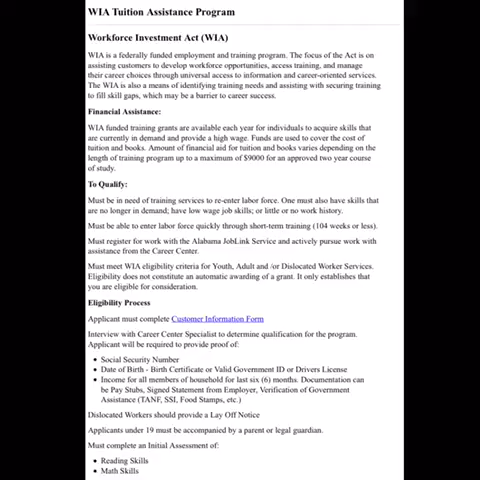 WIA Tuition Assistance Program
Workforce Investment Act (WIA)
WIA is a federally funded employment and training program. The focus of the Act is on
assisting customers to develop workforce opportunities, access training, and manage
their career choices through universal access to information and career-oriented services.
The WIA is also a means of identifying training needs and assisting with securing training
to fill skill gaps, which may be a barrier to career success.
Financial Assistance:
WIA funded training grants are available each year for individuals to acquire skills that
are currently in demand and provide a high wage. Funds are used to cover the cost of
tuition and books. Amount of financial aid for tuition and books varies depending on the
length of training program up to a maximum of $9000 for an approved two year course
of study.
To Qualify:
Must be in need of training services to re-enter labor force. One must also have skills that
are no longer in demand; have low wage job skills; or little or no work history.
Must be able to enter labor force quickly through short-term training (104 weeks or less).
Must register for work with the Alabama JobLink Service and actively pursue work with
assistance from the Career Center.
Must meet WIA eligibility criteria for Youth, Adult and /or Dislocated Worker Services.
Eligibility does not constitute an automatic awarding of a grant. It only establishes that
you are eligible for consideration.
Eligibility Process
Applicant must complete Customer Information Form
Interview with Career Center Specialist to determine qualification for the program.
Applicant will be required to provide proof of:
• Social Security Number
• Date of Birth - Birth Certificate or Valid Government ID or Drivers License
• Income for all members of household for last six (6) months. Documentation can
be Pay Stubs, Signed Statement from Employer, Verification of Government
Assistance (TANF, SSI, Food Stamps, etc.)
Dislocated Workers should provide a Lay Off Notice
Applicants under 19 must be accompanied by a parent or legal guardian.
Must complete an Initial Assessment of:
• Reading Skills
• Math Skills